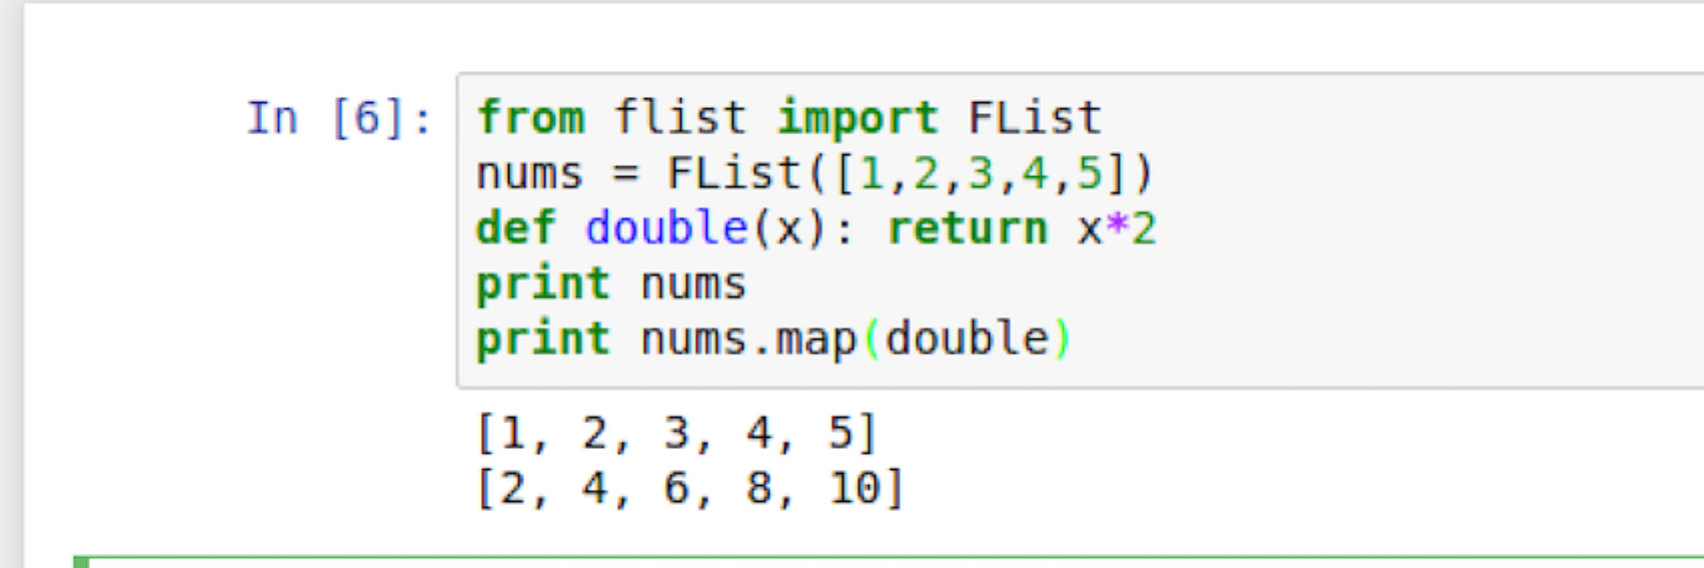 In [6]:
from flist import FList
nums = FList([1,2,3,4,5])
def double(x): return x*2
print nums
print nums.map(double)
[1, 2, 3, 4, 5]
[2, 4, 6, 8, 10]